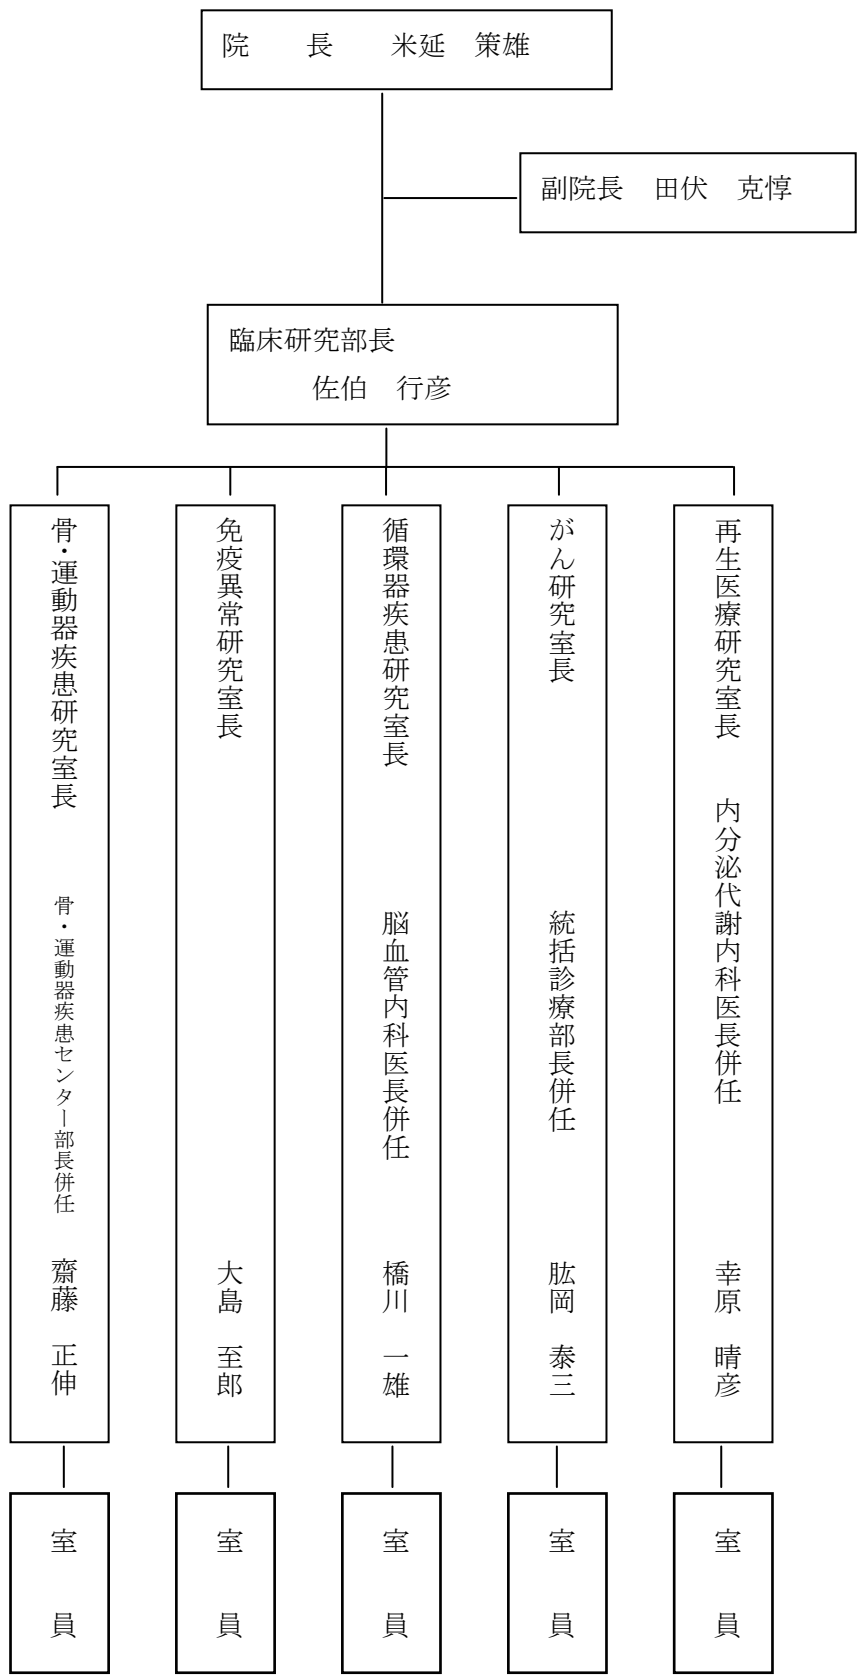 院　　長　　米延　策雄
副院長　田伏　克惇
臨床研究部長
佐伯　行彦
骨・運動器疾患研究室長　骨・運動器疾患センター部長併任　齋藤　正伸
免疫異常研究室長　大島　至郎
循環器疾患研究室長　脳血管内科医長併任　橋川　一雄
がん研究室長　統括診療部長併任　肱岡　泰三
再生医療研究室長　内分泌代謝内科医長併任　幸原　晴彦
室　員
室　員
室　員
室　員
室　員